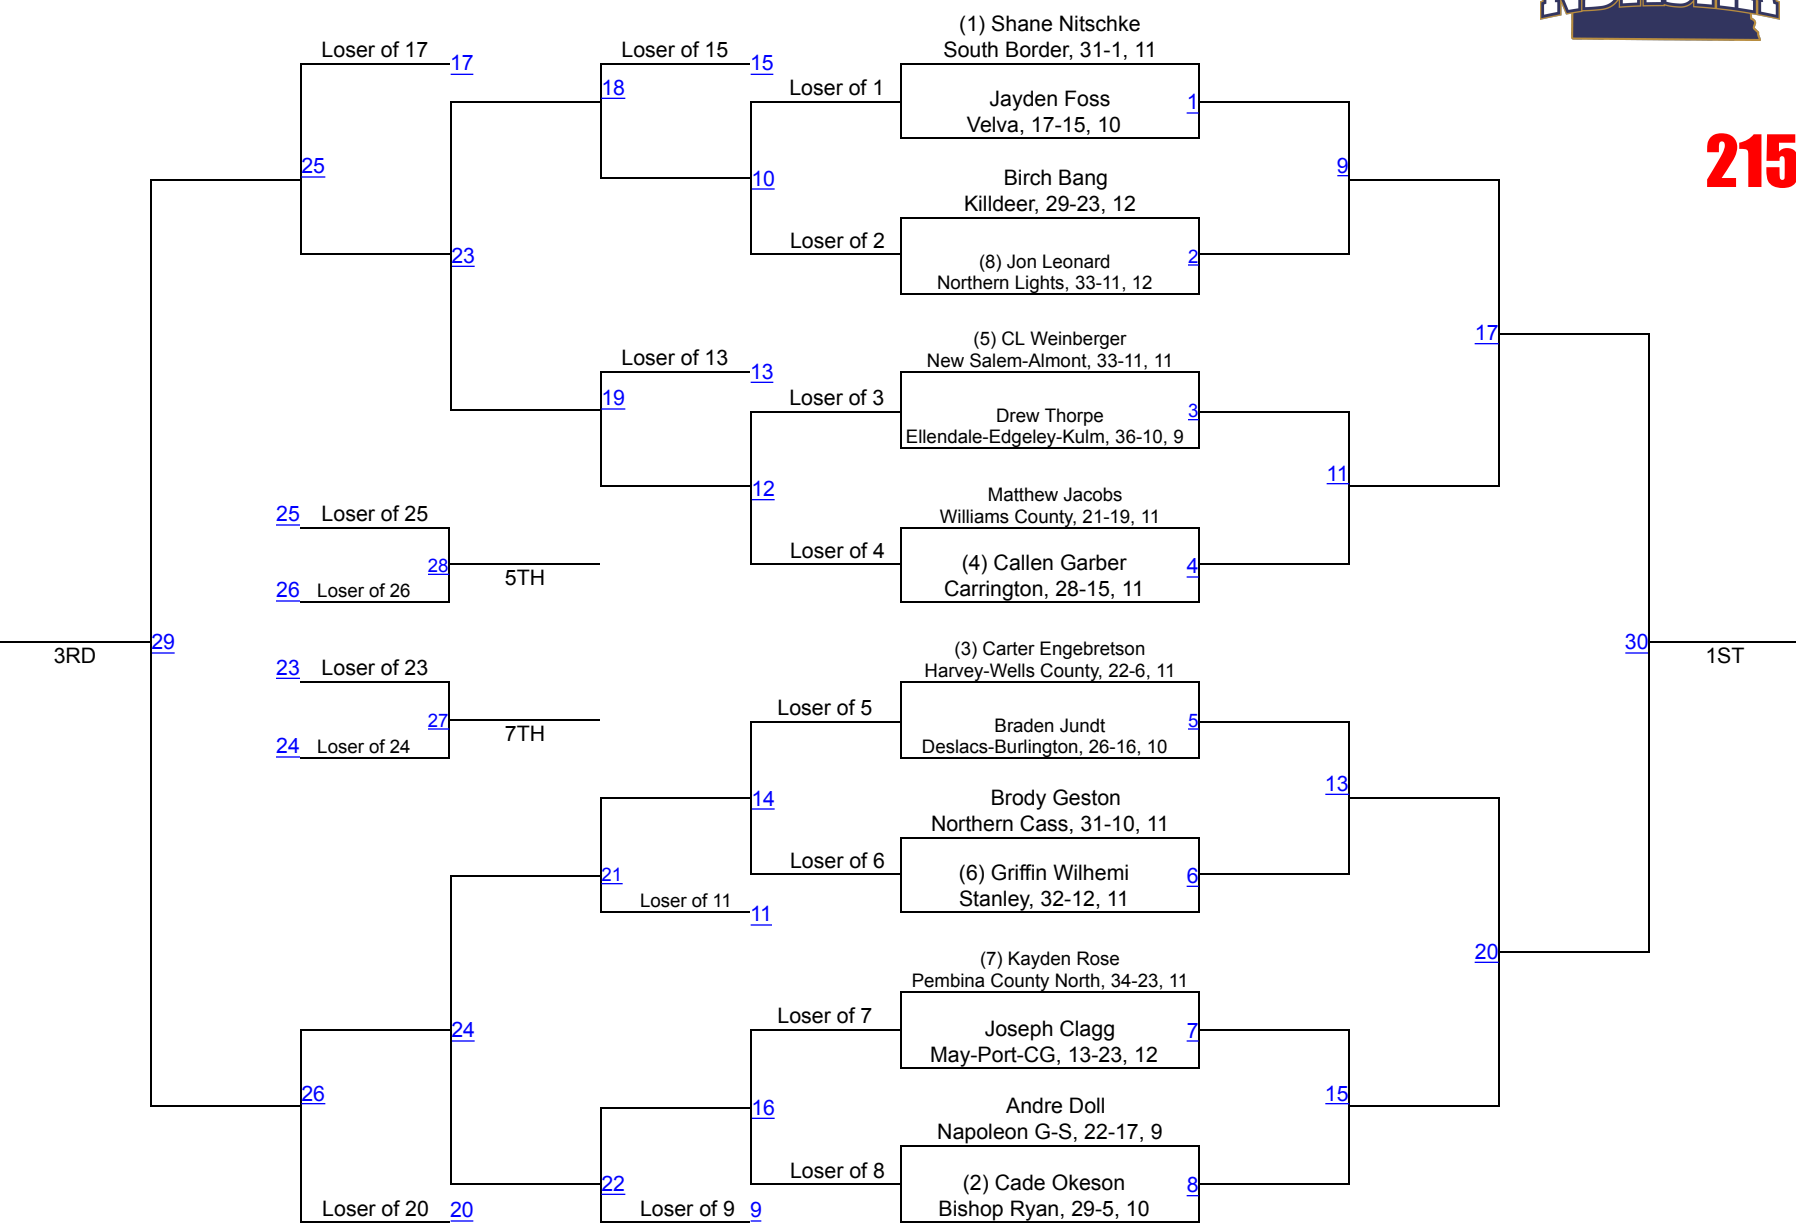 (1) Shane Nitschke
South Border, 31-1, 11
Loser of 17
17
Loser of 15
15
18
Loser of 1
Jayden Foss
Velva, 17-15, 10
1
215
25
10
Birch Bang
Killdeer, 29-23, 12
9
Loser of 2
(8) Jon Leonard
Northern Lights, 33-11, 12
2
23
(5) CL Weinberger
New Salem-Almont, 33-11, 11
17
Loser of 13
13
19
Loser of 3
Drew Thorpe
Ellendale-Edgeley-Kulm, 36-10, 9
3
12
Matthew Jacobs
Williams County, 21-19, 11
11
25
Loser of 25
28
5TH
26
Loser of 26
Loser of 4
(4) Callen Garber
Carrington, 28-15, 11
4
3RD
29
23
Loser of 23
27
7TH
24
Loser of 24
(3) Carter Engebretson
Harvey-Wells County, 22-6, 11
30
1ST
Loser of 5
Braden Jundt
Deslacs-Burlington, 26-16, 10
5
14
Brody Geston
Northern Cass, 31-10, 11
13
21
Loser of 6
(6) Griffin Wilhemi
Stanley, 32-12, 11
6
Loser of 11
11
(7) Kayden Rose
Pembina County North, 34-23, 11
20
24
Loser of 7
Joseph Clagg
May-Port-CG, 13-23, 12
7
26
16
Andre Doll
Napoleon G-S, 22-17, 9
15
22
Loser of 8
(2) Cade Okeson
Bishop Ryan, 29-5, 10
8
Loser of 20
20
Loser of 9
9